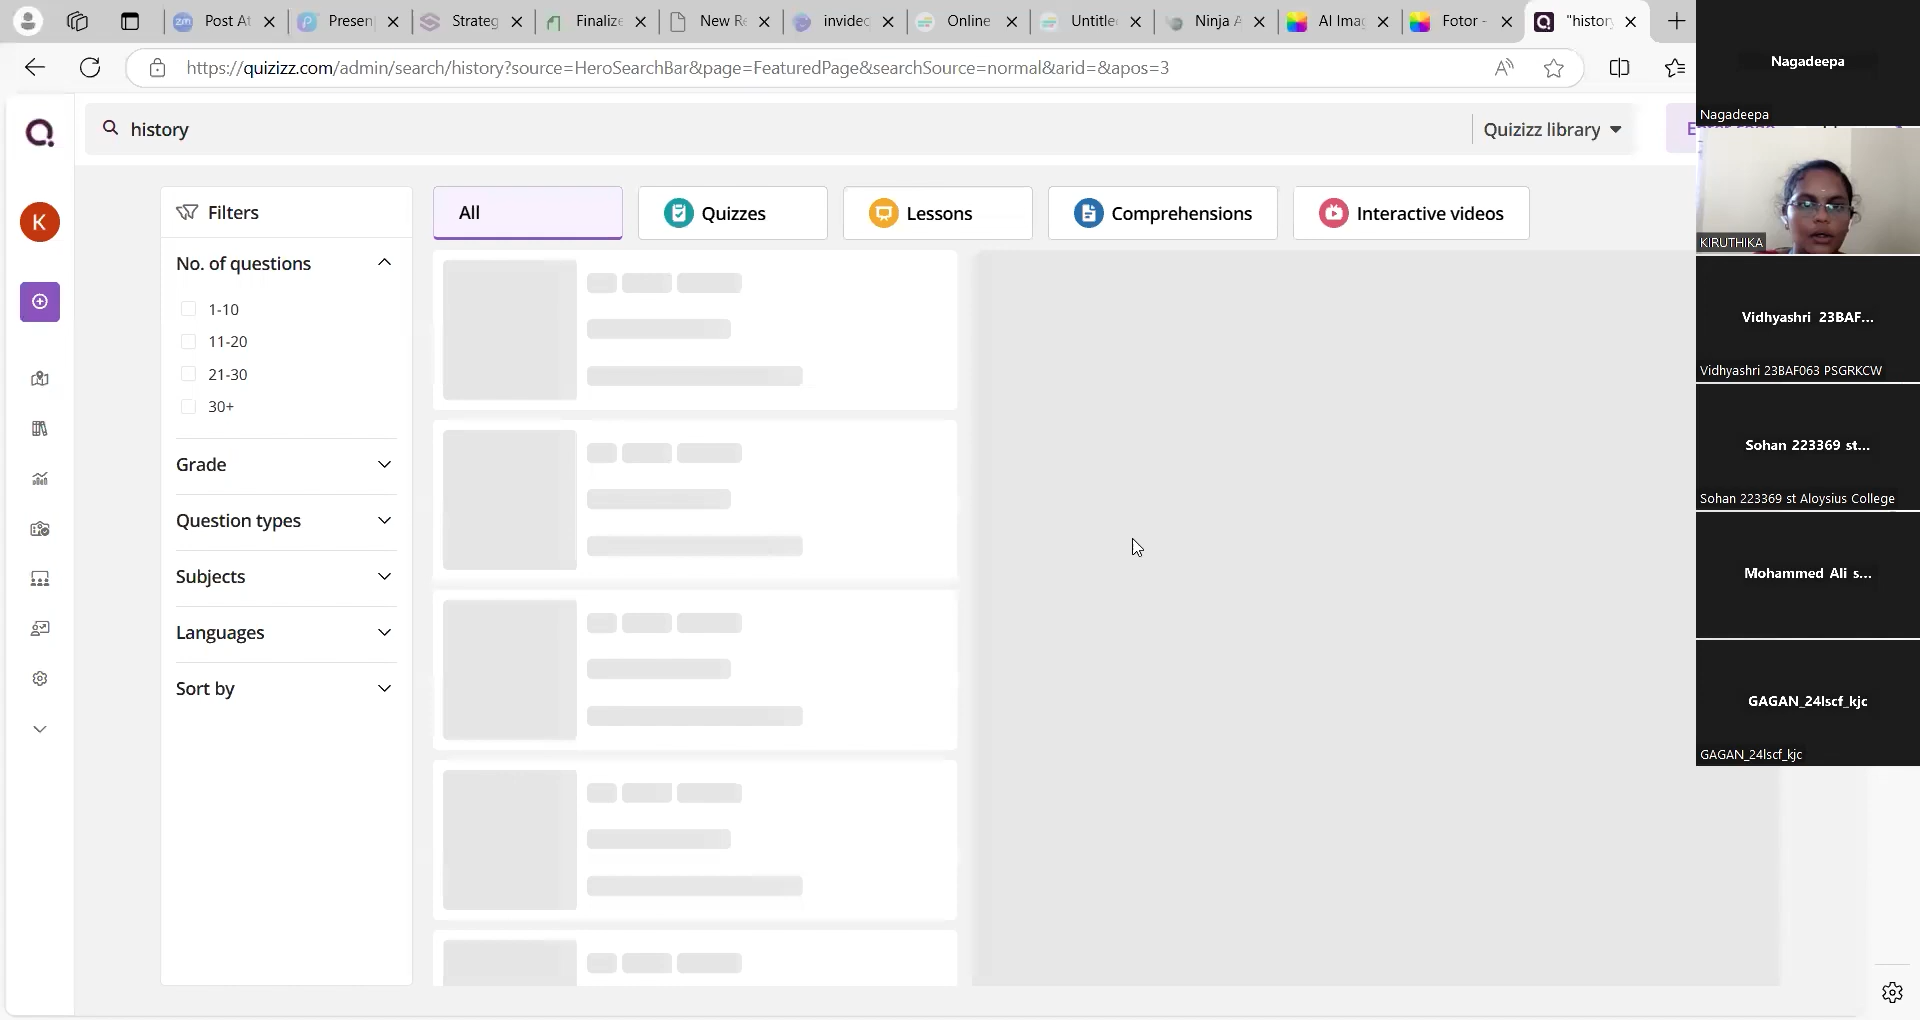 Post At
Presen
Strateg
Finalize
New Re
invidec
Online
Untitle
Ninja A
AI Imag
Fotor -
"histor
https://quizizz.com/admin/search/history?source=HeroSearchBar&page=FeaturedPage&searchSource=normal&arid=&apos=3
history
Quizizz library
K
Filters
No. of questions
1-10
11-20
21-30
30+
Grade
Question types
Subjects
Languages
Sort by
All
Quizzes
Lessons
Comprehensions
Interactive videos
Nagadeepa
Nagadeepa
KIRUTHIKA
Vidhyashri 23BAF...
Vidhyashri 23BAF063 PSGRKCW
Sohan 223369 st...
Sohan 223369 st Aloysius College
Mohammed Ali s...
GAGAN_24lscf_kjc
GAGAN_24lscf_kjc